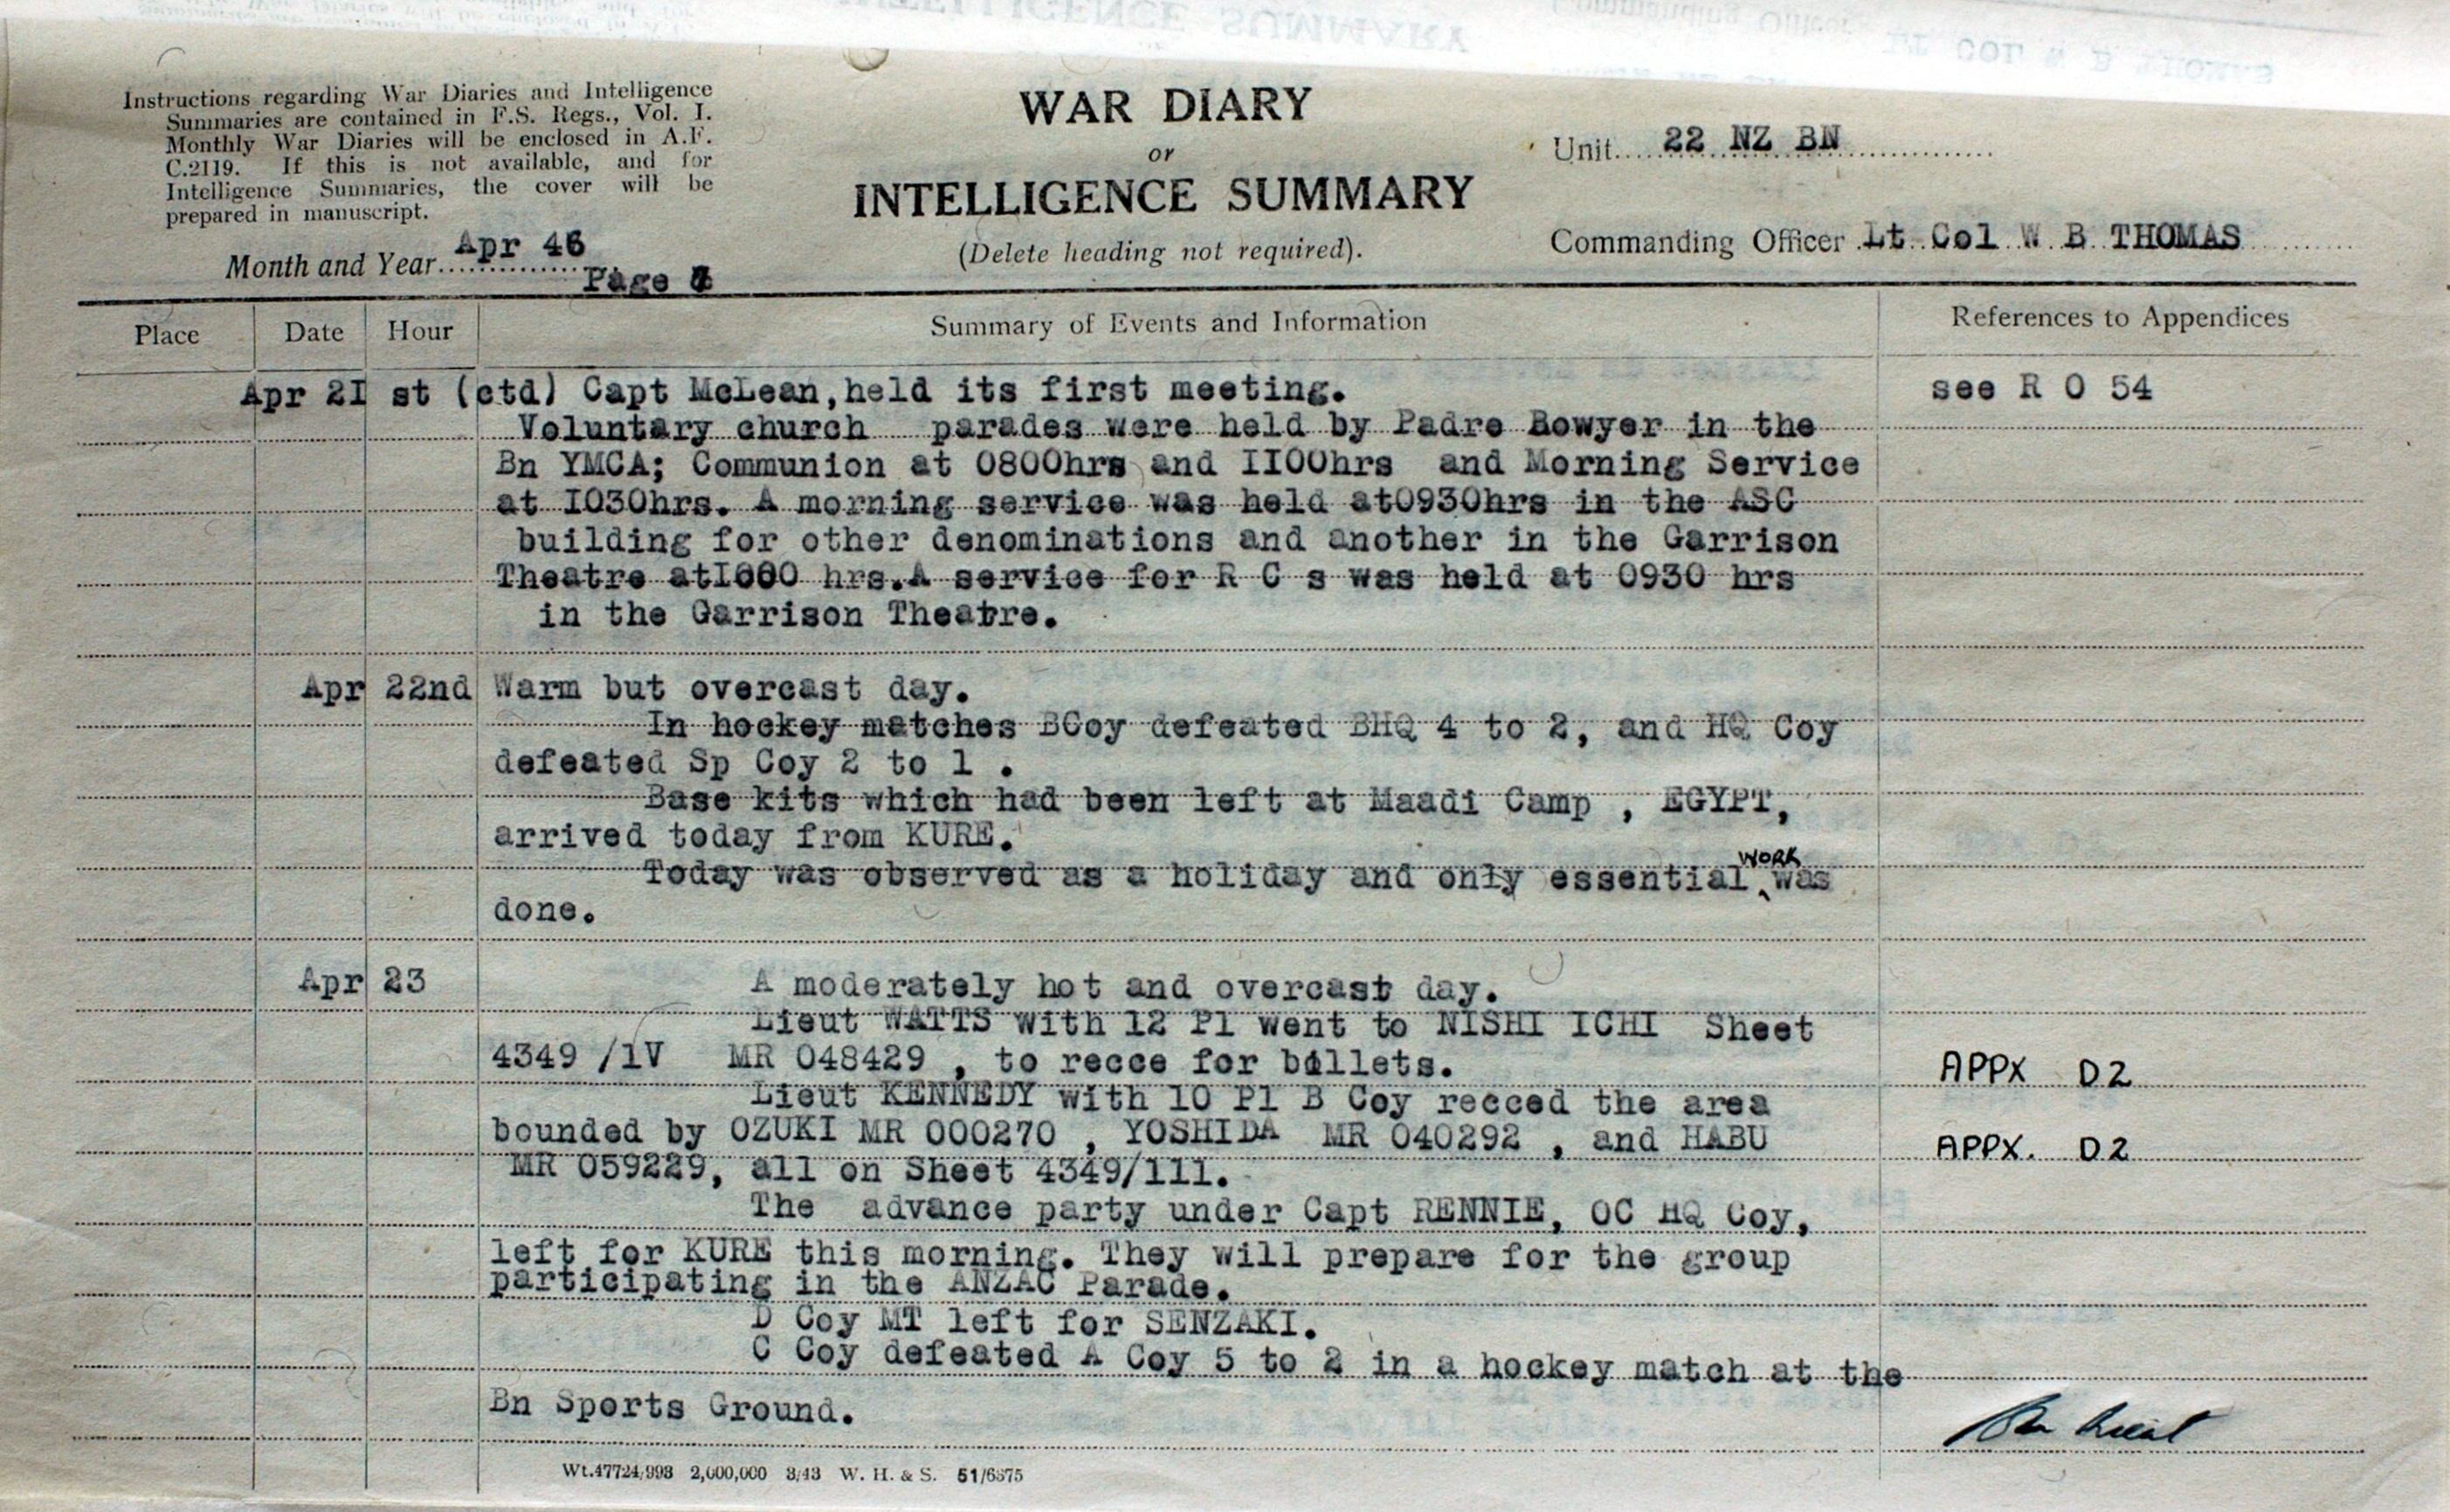 Instructions regarding War Diaries and Intelligence
Summaries are contained in F.S. Regs., Vol. I.
Monthly War Diaries will be enclosed in A.F.
C.2119. If this is not available, and for
Intelligence Summaries, the cover will be
prepared in manuscript.
Month and Year Apr 46
Page
WAR DIARY
or
INTELLIGENCE SUMMARY
(Delete heading not required).
Unit 22 NZ BN
Commanding Officer Lt Col W B THOMAS
Place Date Hour Summary of Events and Information References to Appendices
Apr 2I st (ctd) Capt McLean,held its first meeting. see R O 54
Voluntary church parades were held by Padre Bowyer in the
Bn YMCA; Communion at 0800hrs and II00hrs and Morning Service
at I030hrs. A morning service was held at0930hrs in the ASC
building for other denominations and another in the Garrison
Theatre at hrs.A service for R C s was held at 0930 hrs
in the Garrison Theatre.
Apr 22nd Warm but overcast day.
In hockey matches BCoy defeated BHQ 4 to 2, and HQ Coy
defeated Sp Coy 2 to 1 .
Base kits which had been left at Maadi Camp , EGYPT,
arrived today from KURE.
Today was observed as a holiday and only essential WORK was
done.
Apr 23 A moderately hot and overcast day.
Lieut WATTS with 12 Pl went to NISHI ICHI Sheet
4349 /1V MR 048429 , to recce for billets. APPX D2
Lieut KENNEDY with 10 Pl B Coy recced the area
bounded by OZUKI MR 000270 , YOSHIDA MR 040292 , and HABU APPX. D2
MR 059229, all on Sheet 4349/111.
The advance party under Capt RENNIE, OC HQ Coy,
left for KURE this morning. They will prepare for the group
participating in the ANZAC Parade.
D Coy MT left for SENZAKI.
C Coy defeated A Coy 5 to 2 in a hockey match at the
Bn Sports Ground.
Wt.47724/993 2,000,000 3/43 W. H. & S. 51/6375